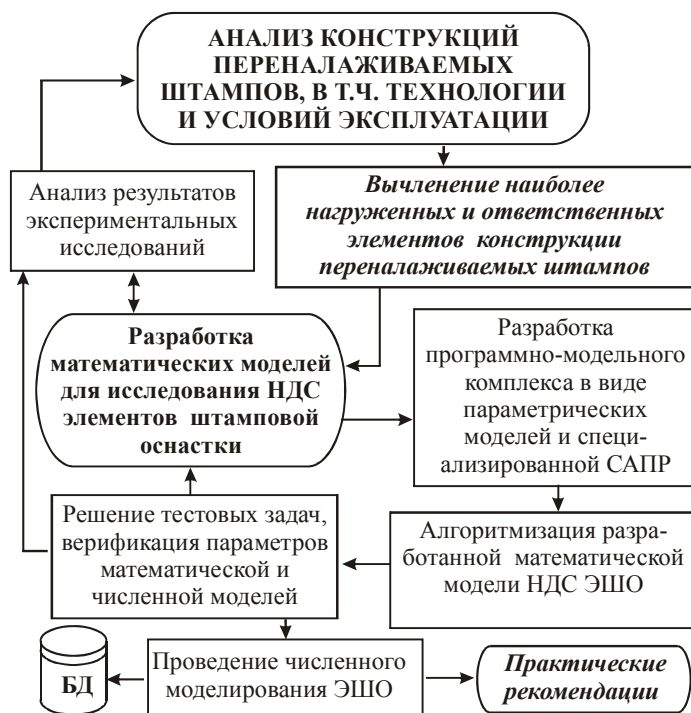 АНАЛИЗ КОНСТРУКЦИЙ
ПЕРЕНАЛАЖИВАЕМЫХ
ШТАМПОВ, В Т.Ч. ТЕХНОЛОГИИ
И УСЛОВИЙ ЭКСПЛУАТАЦИИ
Анализ результатов
экспериментальных
исследований
Вычленение наиболее
нагруженных и ответственных
элементов конструкции
переналаживаемых штампов
Разработка
математических моделей
для исследования НДС
элементов штамповой
оснастки
Разработка
программно-модельного
комплекса в виде
параметрических
моделей и специ-
ализированной САПР
Решение тестовых задач,
верификация параметров
математической и
численной моделей
Алгоритмизация разра-
ботанной математической
модели НДС ЭШО
БД
Проведение численного
моделирования ЭШО
Практические
рекомендации